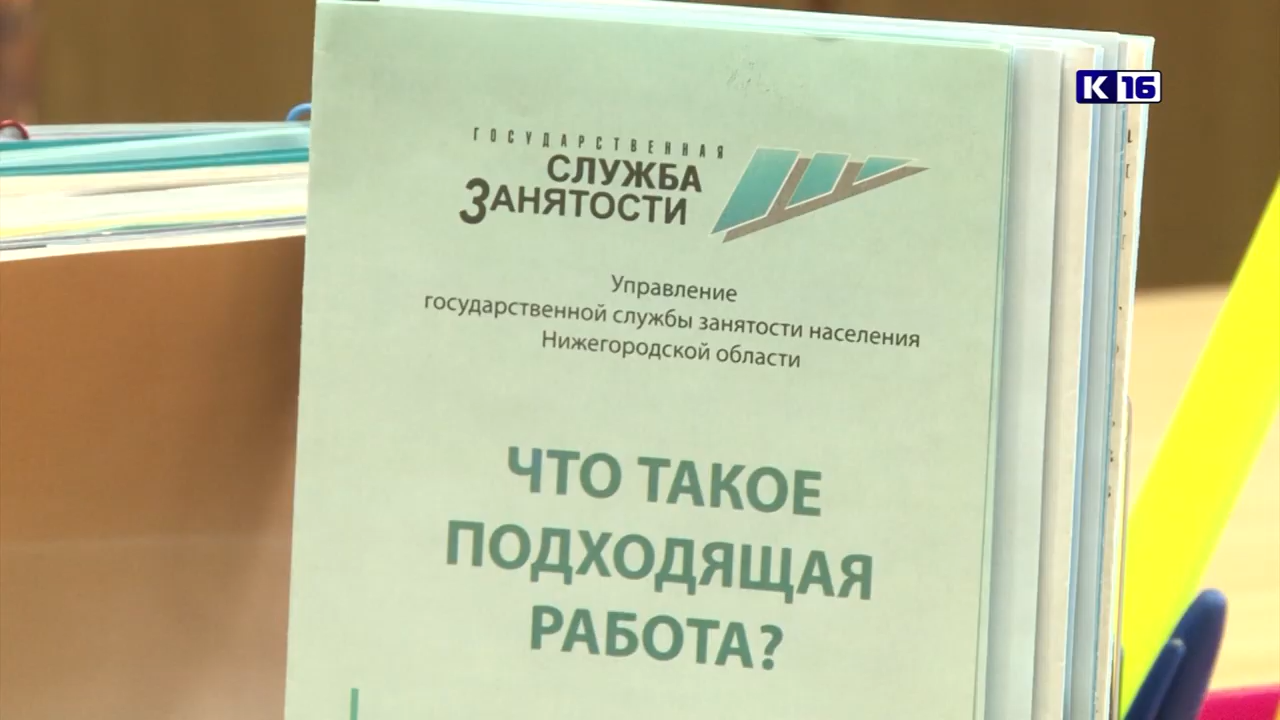 К 16
ГОСУДАРСТВЕННАЯ
СЛУЖБА
ЗАНЯТОСТИ
Управление
государственной службы занятости населения
Нижегородской области
ЧТО ТАКОЕ
ПОДХОДЯЩАЯ
РАБОТА?